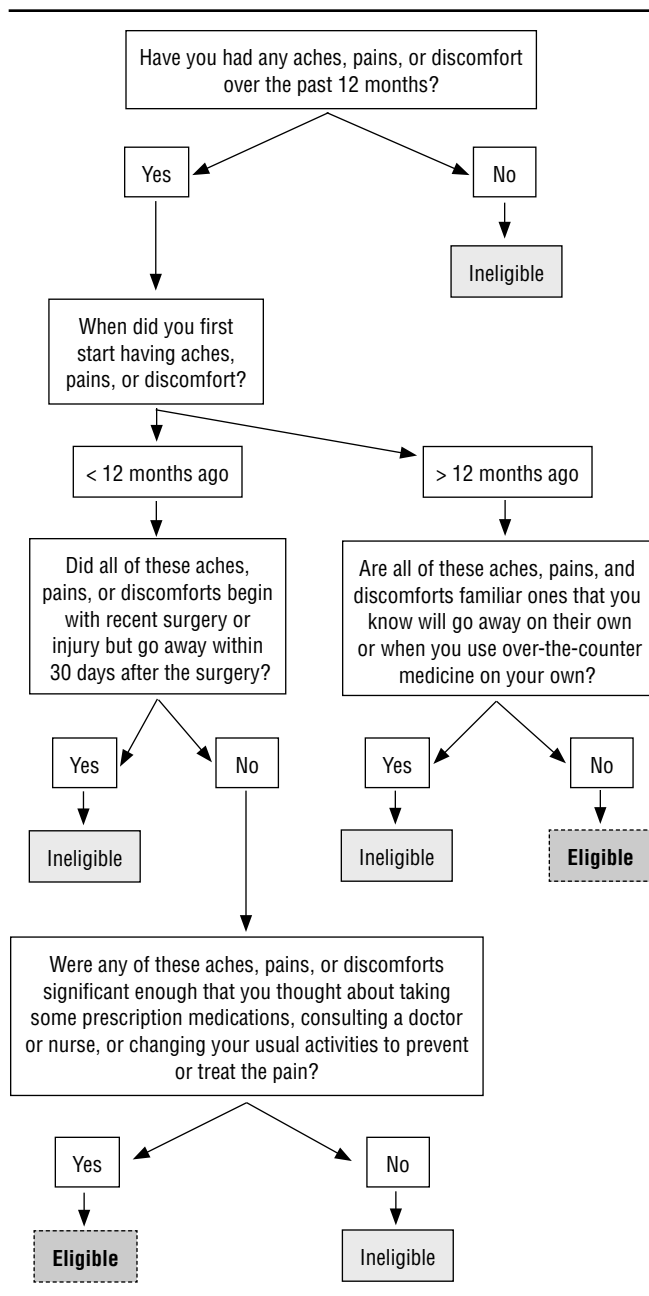 Have you had any aches, pains, or discomfort
over the past 12 months?
Yes
No
Ineligible
When did you first
start having aches,
pains, or discomfort?
< 12 months ago
> 12 months ago
Did all of these aches,
pains, or discomforts begin
with recent surgery or
injury but go away within
30 days after the surgery?
Are all of these aches, pains, and
discomforts familiar ones that you
know will go away on their own
or when you use over-the-counter
medicine on your own?
Yes
No
Yes
No
Ineligible
Ineligible
Eligible
Were any of these aches, pains, or discomforts
significant enough that you thought about taking
some prescription medications, consulting a doctor
or nurse, or changing your usual activities to prevent
or treat the pain?
Yes
No
Eligible
Ineligible